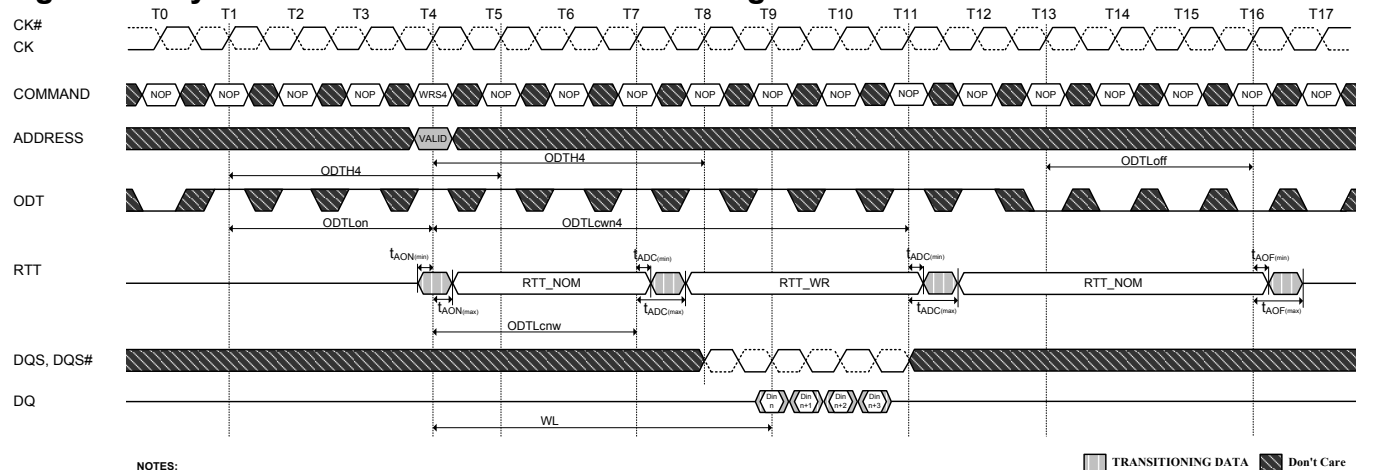 T0 T1 T2 T3 T4 T5 T6 T7 T8 T9 T10 T11 T12 T13 T14 T15 T16 T17
CK#
CK
COMMAND NOP NOP NOP NOP WRS4 NOP NOP NOP NOP NOP NOP NOP NOP NOP NOP NOP NOP NOP
ADDRESS VALID
ODTH4 ODTLoff
ODTH4
ODT
ODTLon ODTLcwn4
tAON(min) tADC(min) tADC(min) tAOF(min)
RTT RTT_NOM RTT_WR RTT_NOM
tAON(max) tADC(max) tADC(max) tAOF(max)
ODTLcnw
DQS, DQS#
DQ Din n Din n+1 Din n+2 Din n+3
WL
NOTES: TRANSITIONING DATA Don't Care